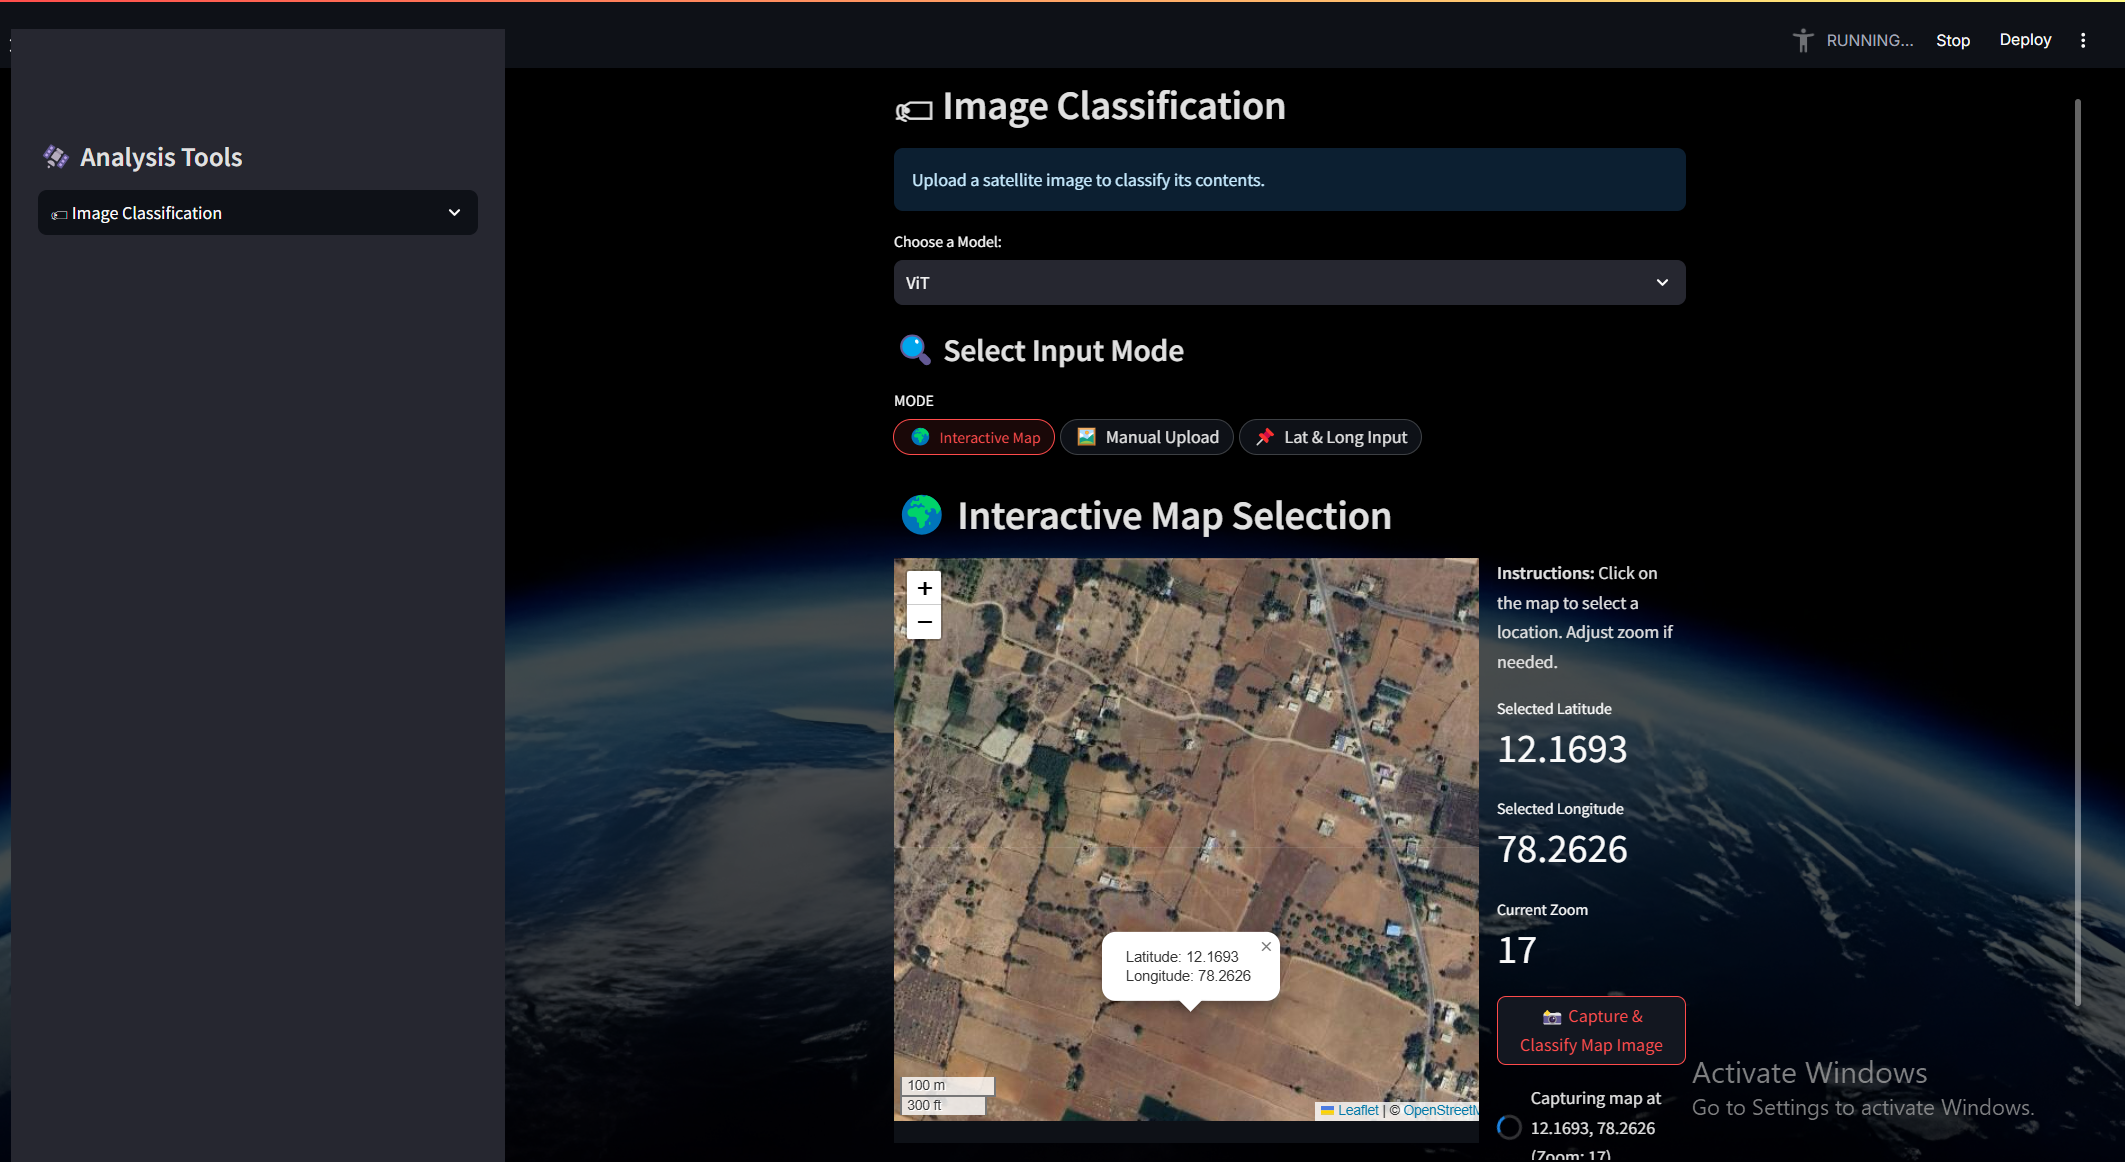 RUNNING...
Stop
Deploy
Analysis Tools
Image Classification
Image Classification
Upload a satellite image to classify its contents.
Choose a Model:
ViT
Select Input Mode
MODE
Interactive Map
Manual Upload
Lat & Long Input
Interactive Map Selection
+
−
Latitude: 12.1693
Longitude: 78.2626
×
100 m
300 ft
Leaflet | © OpenStreetM
Instructions: Click on
the map to select a
location. Adjust zoom if
needed.
Selected Latitude
12.1693
Selected Longitude
78.2626
Current Zoom
17
Capture &
Classify Map Image
Capturing map at
12.1693, 78.2626
(Zoom: 17)
Activate Windows
Go to Settings to activate Windows.